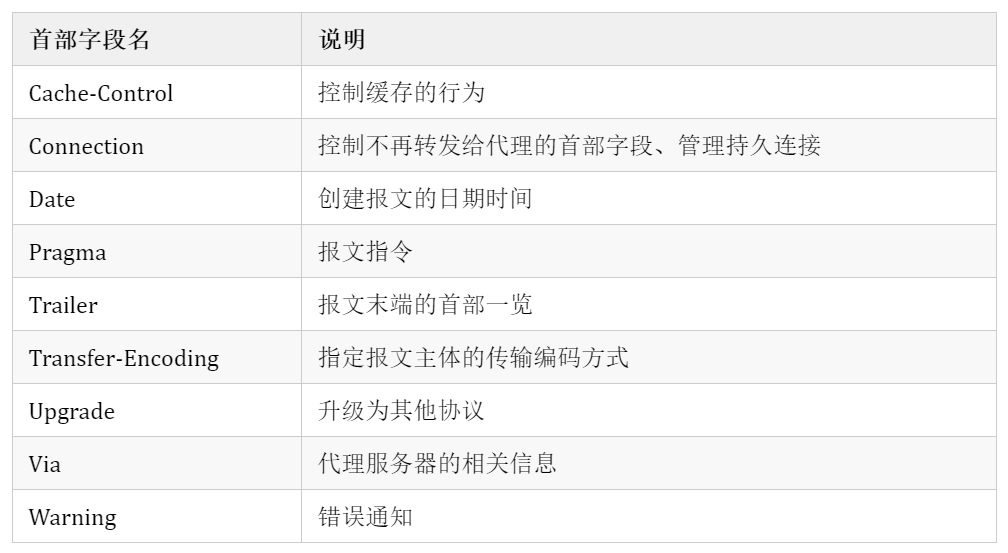 首部字段名 说明
Cache-Control 控制缓存的行为
Connection 控制不再转发给代理的首部字段、管理持久连接
Date 创建报文的日期时间
Pragma 报文指令
Trailer 报文末端的首部一览
Transfer-Encoding 指定报文主体的传输编码方式
Upgrade 升级为其他协议
Via 代理服务器的相关信息
Warning 错误通知